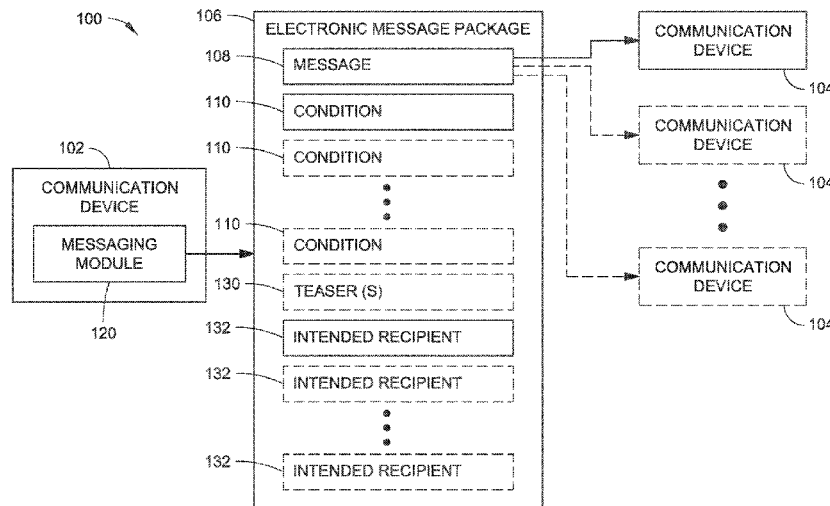 100
106
ELECTRONIC MESSAGE PACKAGE
108
MESSAGE
110
CONDITION
110
CONDITION
110
CONDITION
130
TEASER (S)
132
INTENDED RECIPIENT
132
INTENDED RECIPIENT
132
INTENDED RECIPIENT
102
COMMUNICATION
DEVICE
MESSAGING
MODULE
120
COMMUNICATION
DEVICE
104
COMMUNICATION
DEVICE
104
COMMUNICATION
DEVICE
104